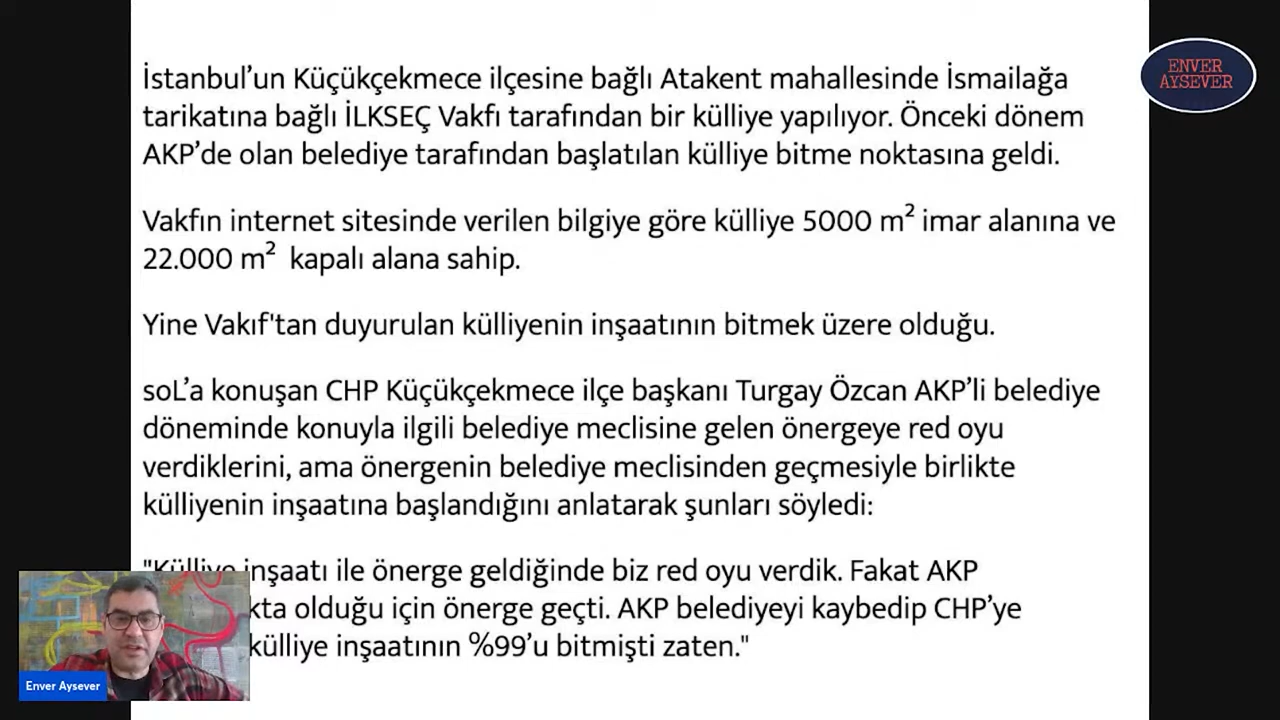 İstanbul’un Küçükçekmece ilçesine bağlı Atakent mahallesinde İsmailağa
tarikatına bağlı İLKSEÇ Vakfı tarafından bir külliye yapılıyor. Önceki dönem
AKP’de olan belediye tarafından başlatılan külliye bitme noktasına geldi.
Vakfın internet sitesinde verilen bilgiye göre külliye 5000 m² imar alanına ve
22.000 m² kapalı alana sahip.
Yine Vakıf'tan duyurulan külliyenin inşaatının bitmek üzere olduğu.
soL’a konuşan CHP Küçükçekmece ilçe başkanı Turgay Özcan AKP’li belediye
döneminde konuyla ilgili belediye meclisine gelen önergeye red oyu
verdiklerini, ama önergenin belediye meclisinden geçmesiyle birlikte
külliyenin inşaatına başlandığını anlatarak şunları söyledi:
"Külliye inşaatı ile önerge geldiğinde biz red oyu verdik. Fakat AKP
olduğu için önerge geçti. AKP belediyeyi kaybedip CHP’ye
külliye inşaatının %99’u bitmişti zaten."
ENVER
AYSEVER
Enver Aysever